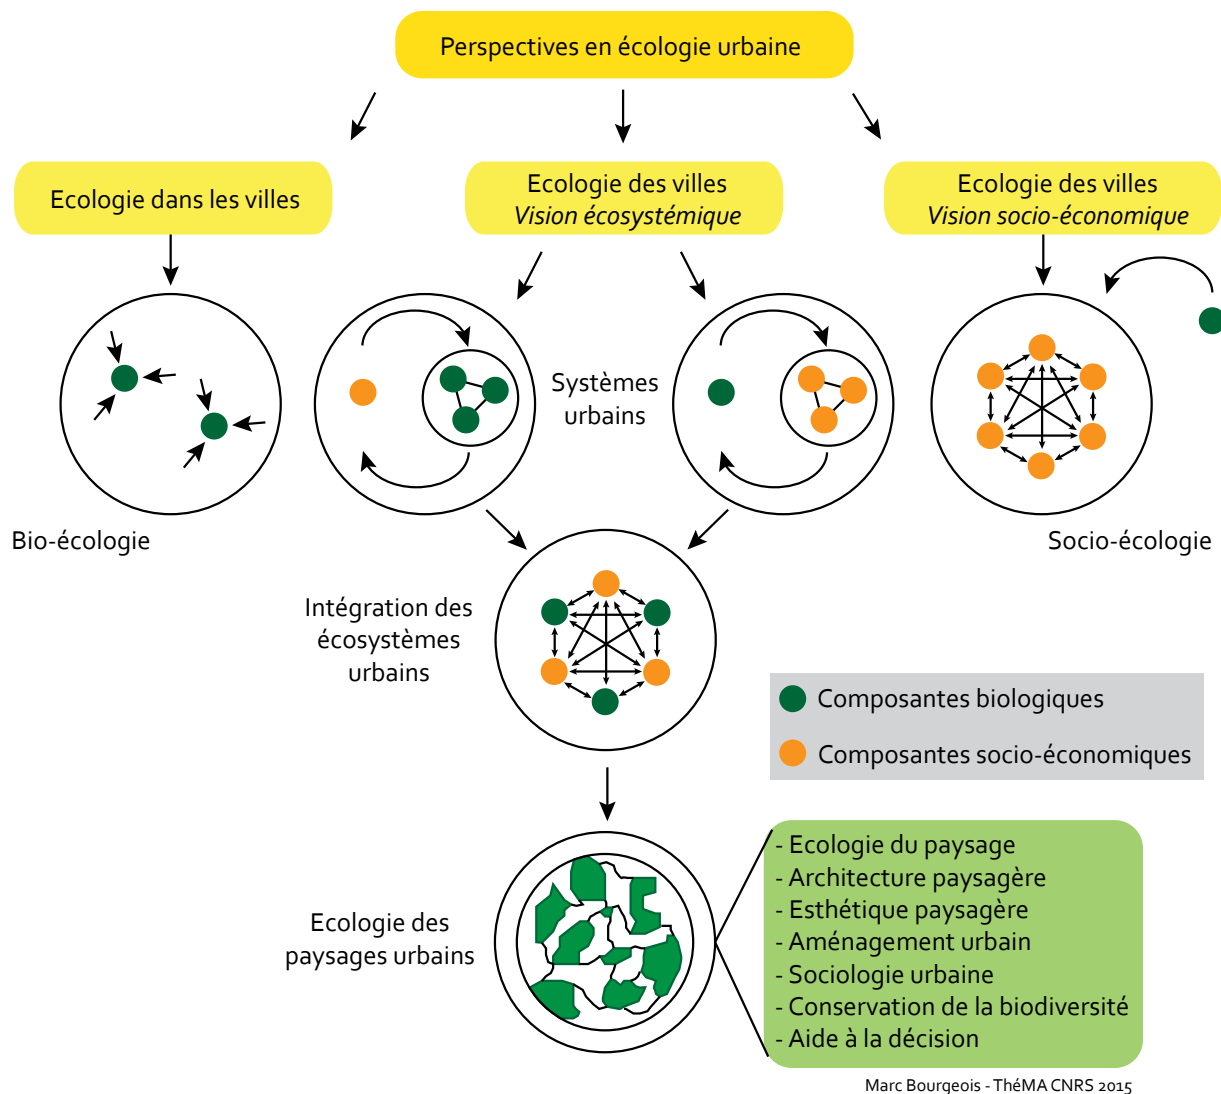 Perspectives en écologie urbaine
Ecologie dans les villes
Ecologie des villes
Vision écosystémique
Ecologie des villes
Vision socio-économique
Systèmes
urbains
Bio-écologie
Socio-écologie
Intégration des
écosystèmes
urbains
Composantes biologiques
Composantes socio-économiques
Ecologie des
paysages urbains
- Ecologie du paysage
- Architecture paysagère
- Esthétique paysagère
- Aménagement urbain
- Sociologie urbaine
- Conservation de la biodiversité
- Aide à la décision
Marc Bourgeois - ThéMA CNRS 2015